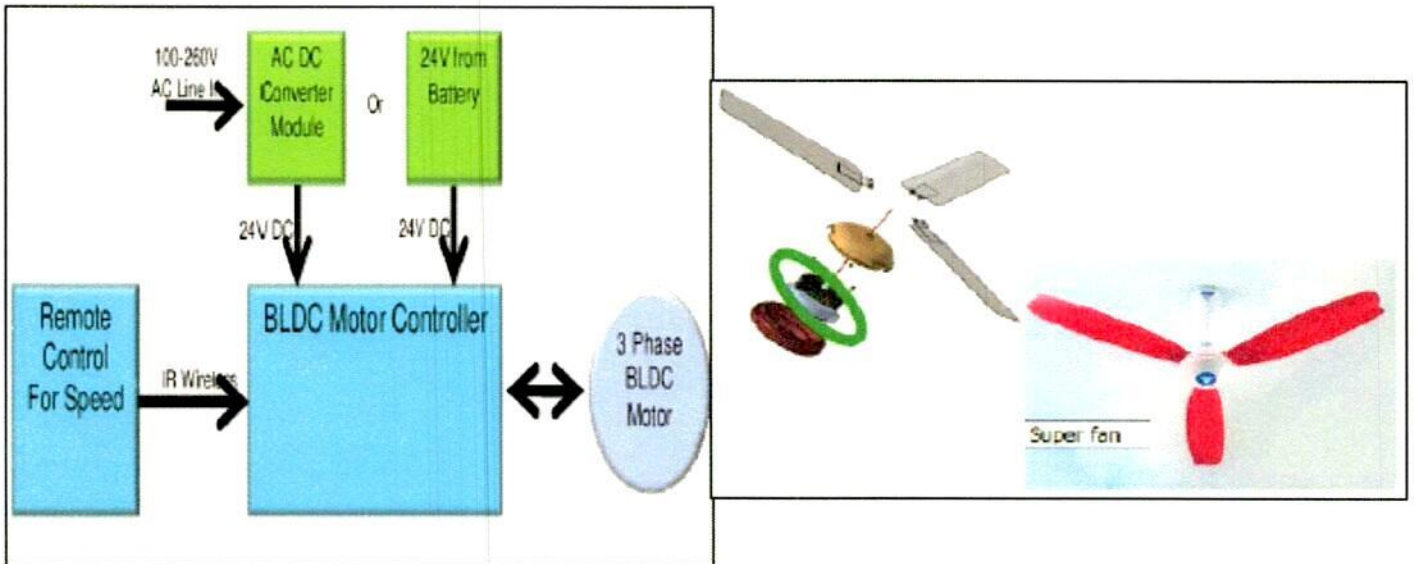 100-260V
AC Line I
AC DC
Converter
Module
Or
24V from
Battery
24V DC
24V DC
Remote
Control
For Speed
IR Wireless
BLDC Motor Controller
3 Phase
BLDC
Motor
Super fan